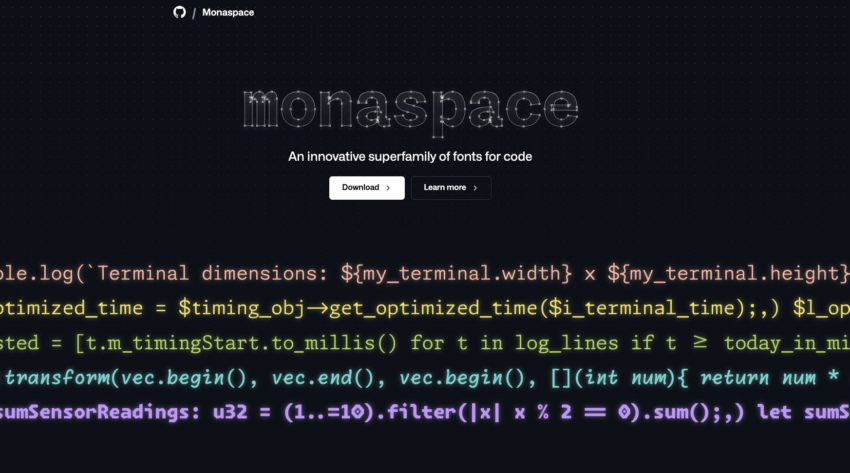 / Monaspace
monaspace
An innovative superfamily of fonts for code
Download >
Learn more >
ole.log(`Terminal dimensions: ${my_terminal.width} x ${my_terminal.height}
ptimized_time = $timing_obj->get_optimized_time($i_terminal_time);,) $l_op
sted = [t.m_timingStart.to_millis() for t in log_lines if t ≥ today_in_mi
.transform(vec.begin(), vec.end(), vec.begin(), [](int num){ return num *
sumSensorReadings: u32 = (1..=10).filter(|x| x % 2 == 0).sum();,) let sumS